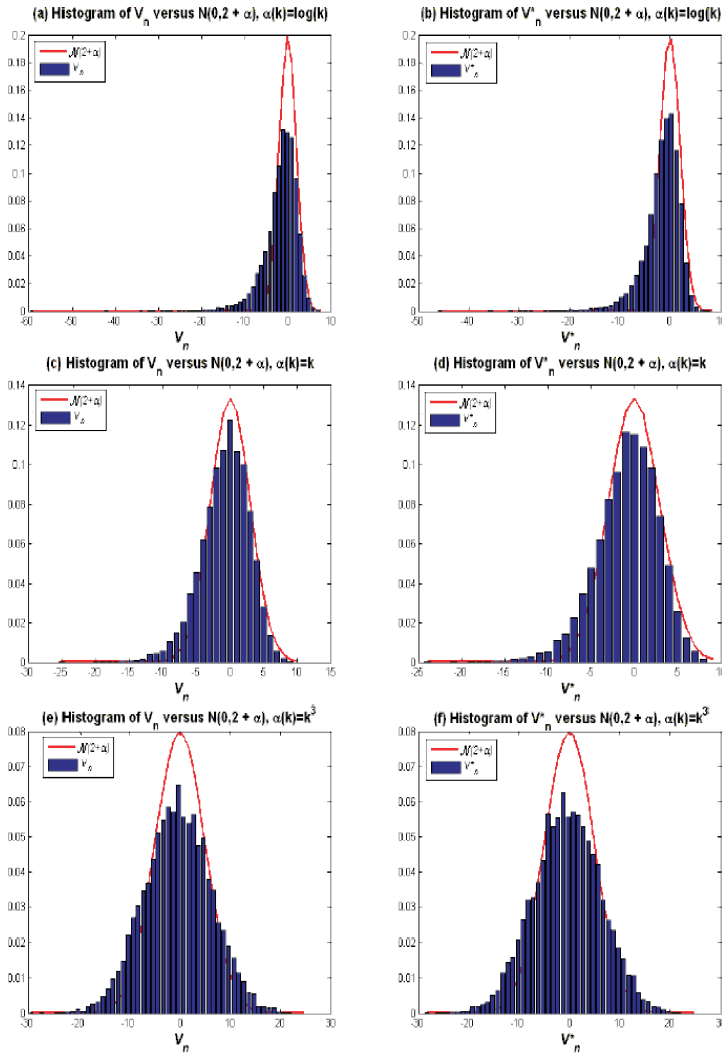 (a) Histogram of V_n versus N(0,2 + α), α(k)=log(k)
N(2+α)
V_n
0.2
0.18
0.16
0.14
0.12
0.1
0.08
0.06
0.04
0.02
0
-60 -50 -40 -30 -20 -10 0 10
V_n
(b) Histogram of V*_n versus N(0,2 + α), α(k)=log(k)
N(2+α)
V*_n
0.2
0.18
0.16
0.14
0.12
0.1
0.08
0.06
0.04
0.02
0
-50 -40 -30 -20 -10 0 10
V*_n
(c) Histogram of V_n versus N(0,2 + α), α(k)=k
N(2+α)
V_n
0.14
0.12
0.1
0.08
0.06
0.04
0.02
0
-30 -25 -20 -15 -10 -5 0 5 10 15
V_n
(d) Histogram of V*_n versus N(0,2 + α), α(k)=k
N(2+α)
V*_n
0.14
0.12
0.1
0.08
0.06
0.04
0.02
0
-25 -20 -15 -10 -5 0 5 10
V*_n
(e) Histogram of V_n versus N(0,2 + α), α(k)=k^3
N(2+α)
V_n
0.08
0.07
0.06
0.05
0.04
0.03
0.02
0.01
0
-30 -20 -10 0 10 20 30
V_n
(f) Histogram of V*_n versus N(0,2 + α), α(k)=k^3
N(2+α)
V*_n
0.08
0.07
0.06
0.05
0.04
0.03
0.02
0.01
0
-30 -20 -10 0 10 20 30
V*_n